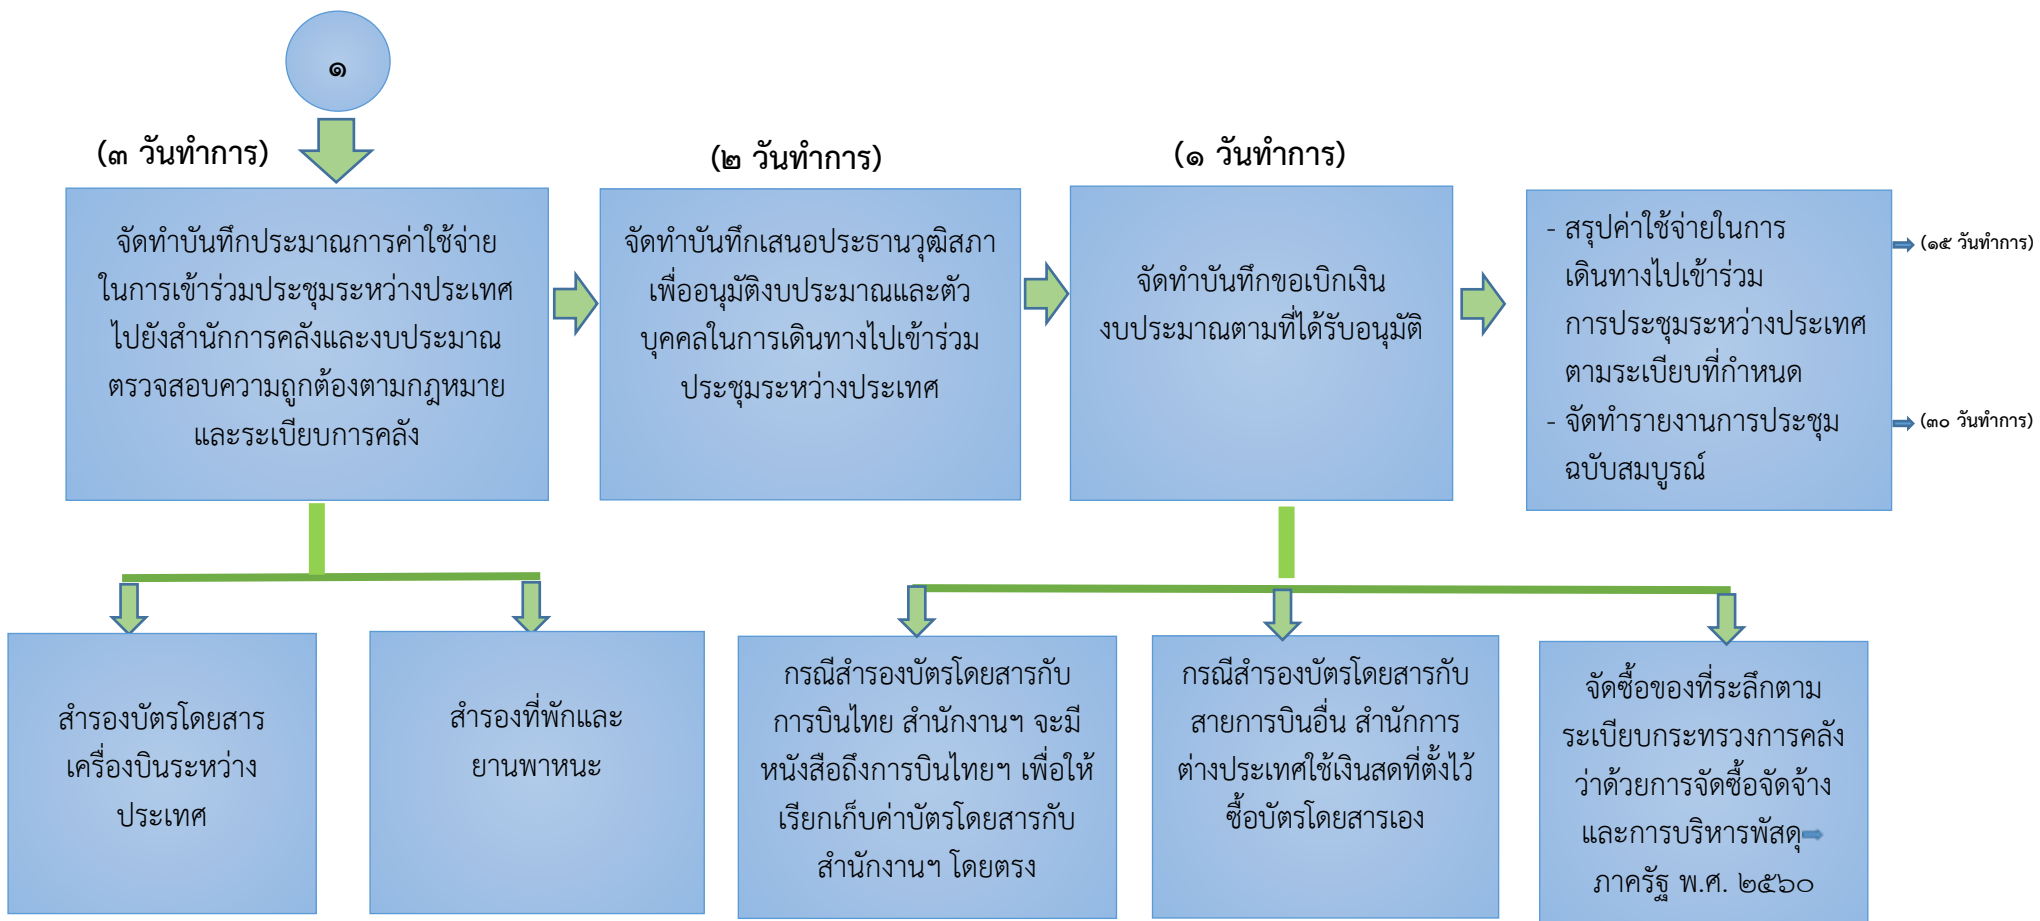 ๑
(๓ วันทำการ)
(๒ วันทำการ)
(๑ วันทำการ)
จัดทำบันทึกประมาณการค่าใช้จ่าย
ในการเข้าร่วมประชุมระหว่างประเทศ
ไปยังสำนักการคลังและงบประมาณ
ตรวจสอบความถูกต้องตามกฎหมาย
และระเบียบการคลัง
จัดทำบันทึกเสนอประธานวุฒิสภา
เพื่ออนุมัติงบประมาณและตัว
บุคคลในการเดินทางไปเข้าร่วม
ประชุมระหว่างประเทศ
จัดทำบันทึกขอเบิกเงิน
งบประมาณตามที่ได้รับอนุมัติ
- สรุปค่าใช้จ่ายในการ
เดินทางไปเข้าร่วม
การประชุมระหว่างประเทศ
ตามระเบียบที่กำหนด
- จัดทำรายงานการประชุม
ฉบับสมบูรณ์
(๑๕ วันทำการ)
(๓๐ วันทำการ)
สำรองบัตรโดยสาร
เครื่องบินระหว่าง
ประเทศ
สำรองที่พักและ
ยานพาหนะ
กรณีสำรองบัตรโดยสารกับ
การบินไทย สำนักงานฯ จะมี
หนังสือถึงการบินไทยฯ เพื่อให้
เรียกเก็บค่าบัตรโดยสารกับ
สำนักงานฯ โดยตรง
กรณีสำรองบัตรโดยสารกับ
สายการบินอื่น สำนักการ
ต่างประเทศใช้เงินสดที่ตั้งไว้
ซื้อบัตรโดยสารเอง
จัดซื้อของที่ระลึกตาม
ระเบียบกระทรวงการคลัง
ว่าด้วยการจัดซื้อจัดจ้าง
และการบริหารพัสดุ
ภาครัฐ พ.ศ. ๒๕๖๐